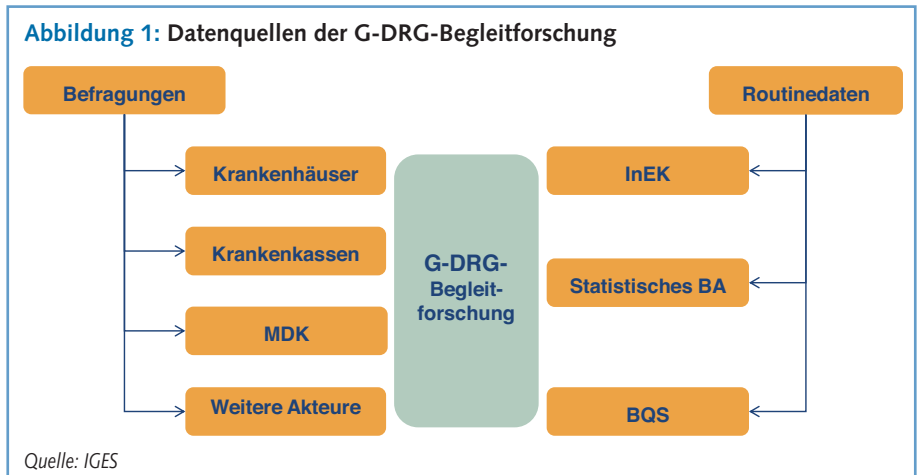 Abbildung 1: Datenquellen der G-DRG-Begleitforschung
Befragungen
Routinedaten
Krankenhäuser
InEK
Krankenkassen
G-DRG-
Begleit-
forschung
Statistisches BA
MDK
Weitere Akteure
BQS
Quelle: IGES